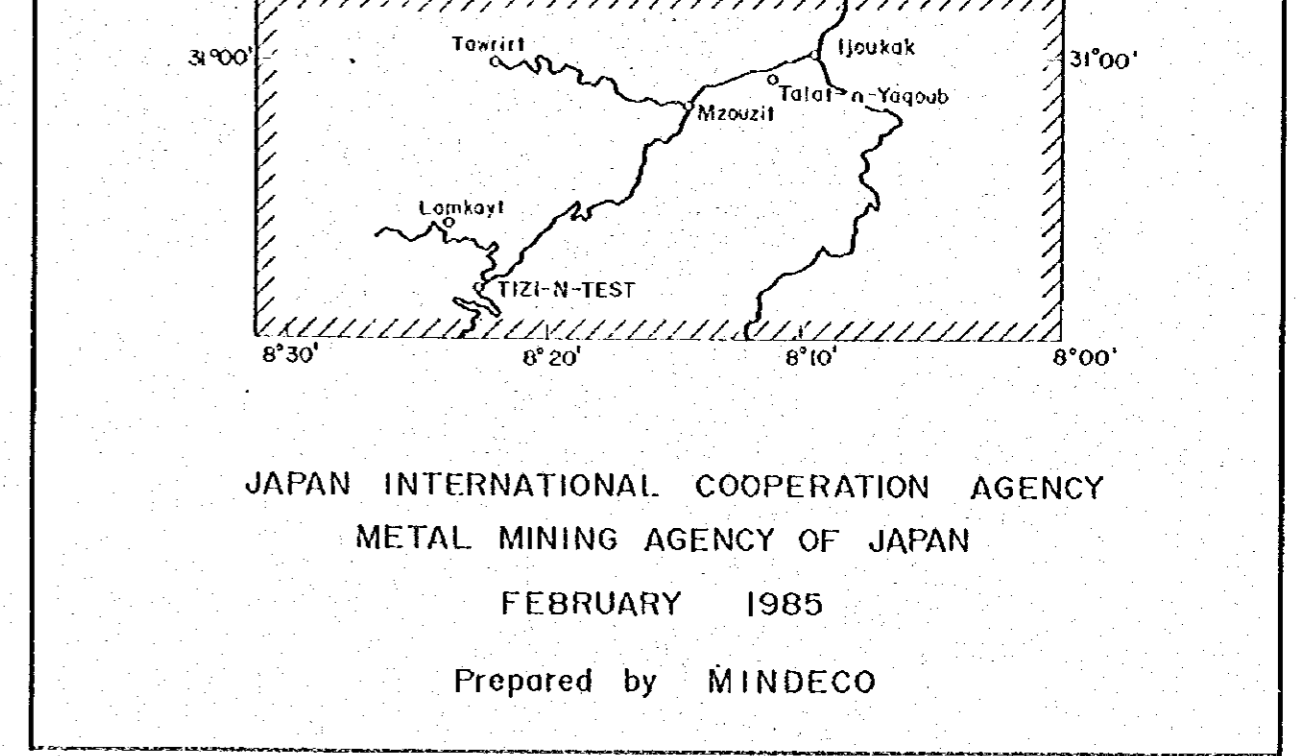 Tawrirt
Ijoukak
31°00'
31°00'
Talat-n-Yaqoub
Mzouzit
Lamkayt
TIZI-N-TEST
8°30'
8°20'
8°10'
8°00'
JAPAN INTERNATIONAL COOPERATION AGENCY
METAL MINING AGENCY OF JAPAN
FEBRUARY 1985
Prepared by MINDECO